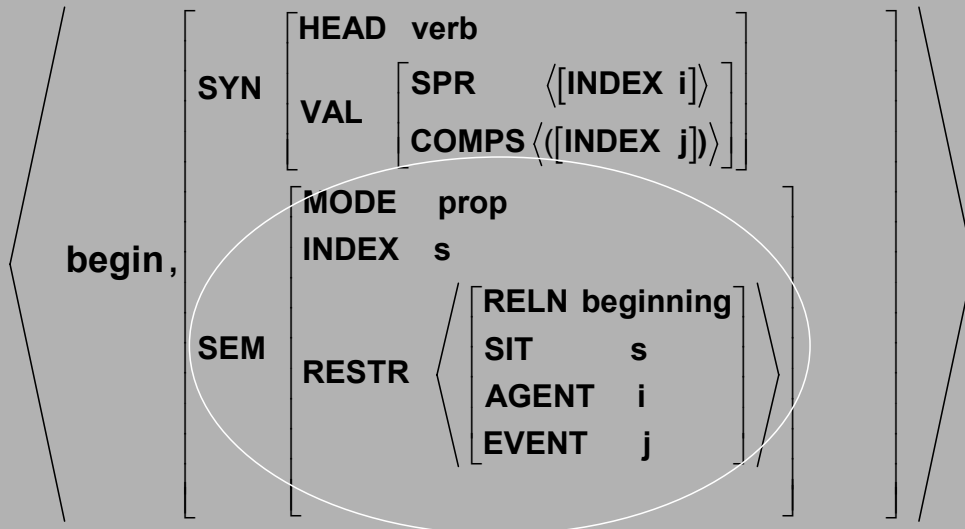 HEAD verb
SYN
VAL
SPR ⟨[INDEX i]⟩
COMPS ⟨([INDEX j])⟩
begin,
SEM
MODE prop
INDEX s
RESTR
RELN beginning
SIT s
AGENT i
EVENT j